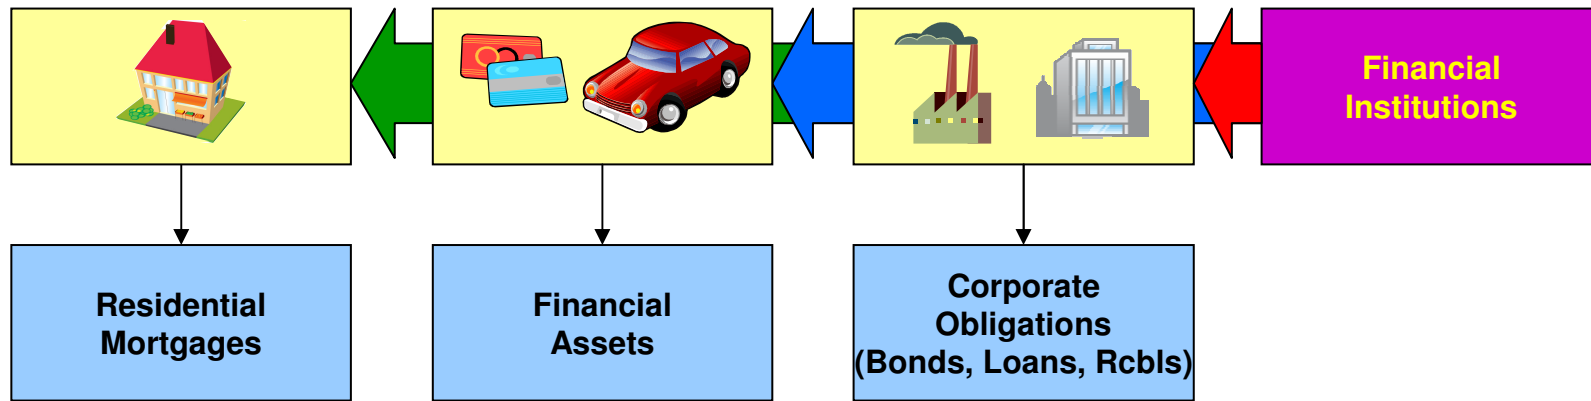 Financial
Institutions
Residential
Mortgages
Financial
Assets
Corporate
Obligations
(Bonds, Loans, Rcbls)